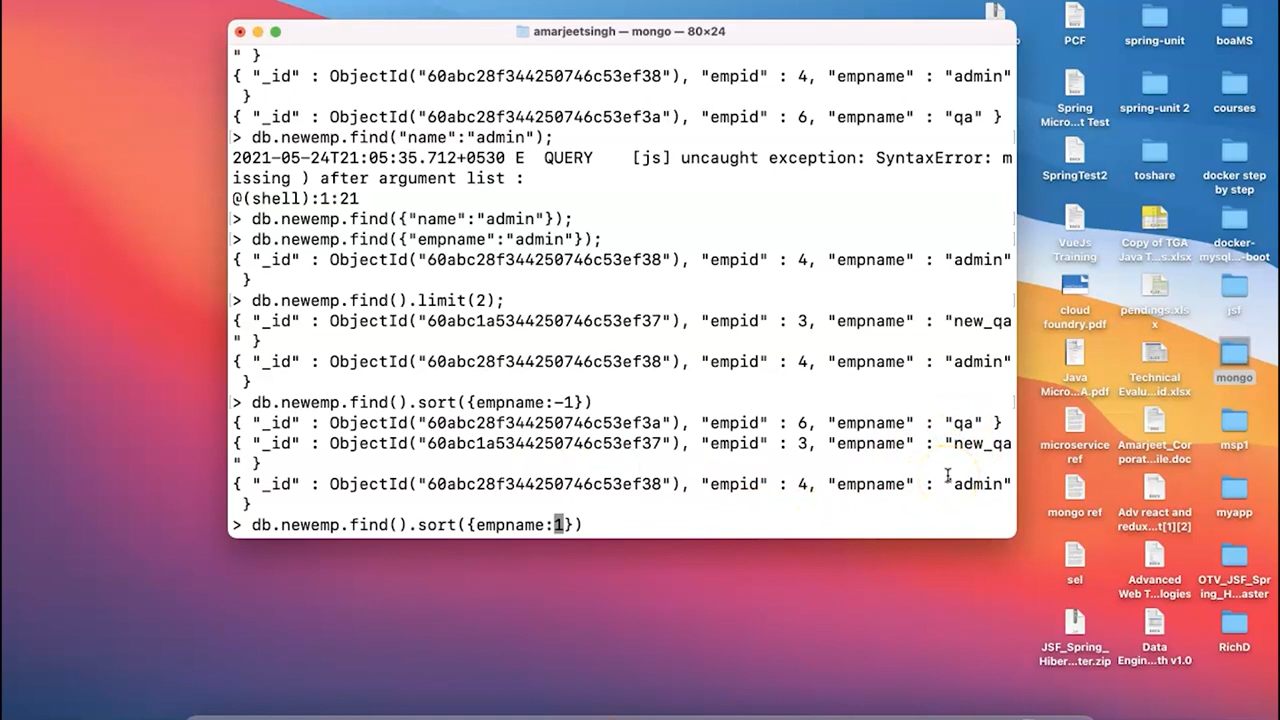 amarjeetsingh — mongo — 80×24
" }
{ "_id" : ObjectId("60abc28f344250746c53ef38"), "empid" : 4, "empname" : "admin"
}
{ "_id" : ObjectId("60abc28f344250746c53ef3a"), "empid" : 6, "empname" : "qa" }
> db.newemp.find("name":"admin");
2021-05-24T21:05:35.712+0530 E  QUERY    [js] uncaught exception: SyntaxError: m
issing ) after argument list :
@(shell):1:21
> db.newemp.find({"name":"admin"});
> db.newemp.find({"empname":"admin"});
{ "_id" : ObjectId("60abc28f344250746c53ef38"), "empid" : 4, "empname" : "admin"
}
> db.newemp.find().limit(2);
{ "_id" : ObjectId("60abc1a5344250746c53ef37"), "empid" : 3, "empname" : "new_qa
" }
{ "_id" : ObjectId("60abc28f344250746c53ef38"), "empid" : 4, "empname" : "admin"
}
> db.newemp.find().sort({empname:-1})
{ "_id" : ObjectId("60abc28f344250746c53ef3a"), "empid" : 6, "empname" : "qa" }
{ "_id" : ObjectId("60abc1a5344250746c53ef37"), "empid" : 3, "empname" : "new_qa
" }
{ "_id" : ObjectId("60abc28f344250746c53ef38"), "empid" : 4, "empname" : "admin"
}
> db.newemp.find().sort({empname:1})
PCF
spring-unit
boaMS
Spring
Micro...t Test
spring-unit 2
courses
SpringTest2
toshare
docker step
by step
VueJs
Training
Copy of TGA
Java T...s.xlsx
docker-
mysql...-boot
cloud
foundry.pdf
pendings.xls
x
jsf
Java
Micro...A.pdf
Technical
Evalu...id.xlsx
mongo
microservice
ref
Amarjeet_Cor
porat...ile.doc
msp1
mongo ref
Adv react and
redux...t[1][2]
myapp
sel
Advanced
Web T...logies
OTV_JSF_Spr
ing_H...aster
JSF_Spring_
Hiber...ter.zip
Data
Engin...th v1.0
RichD